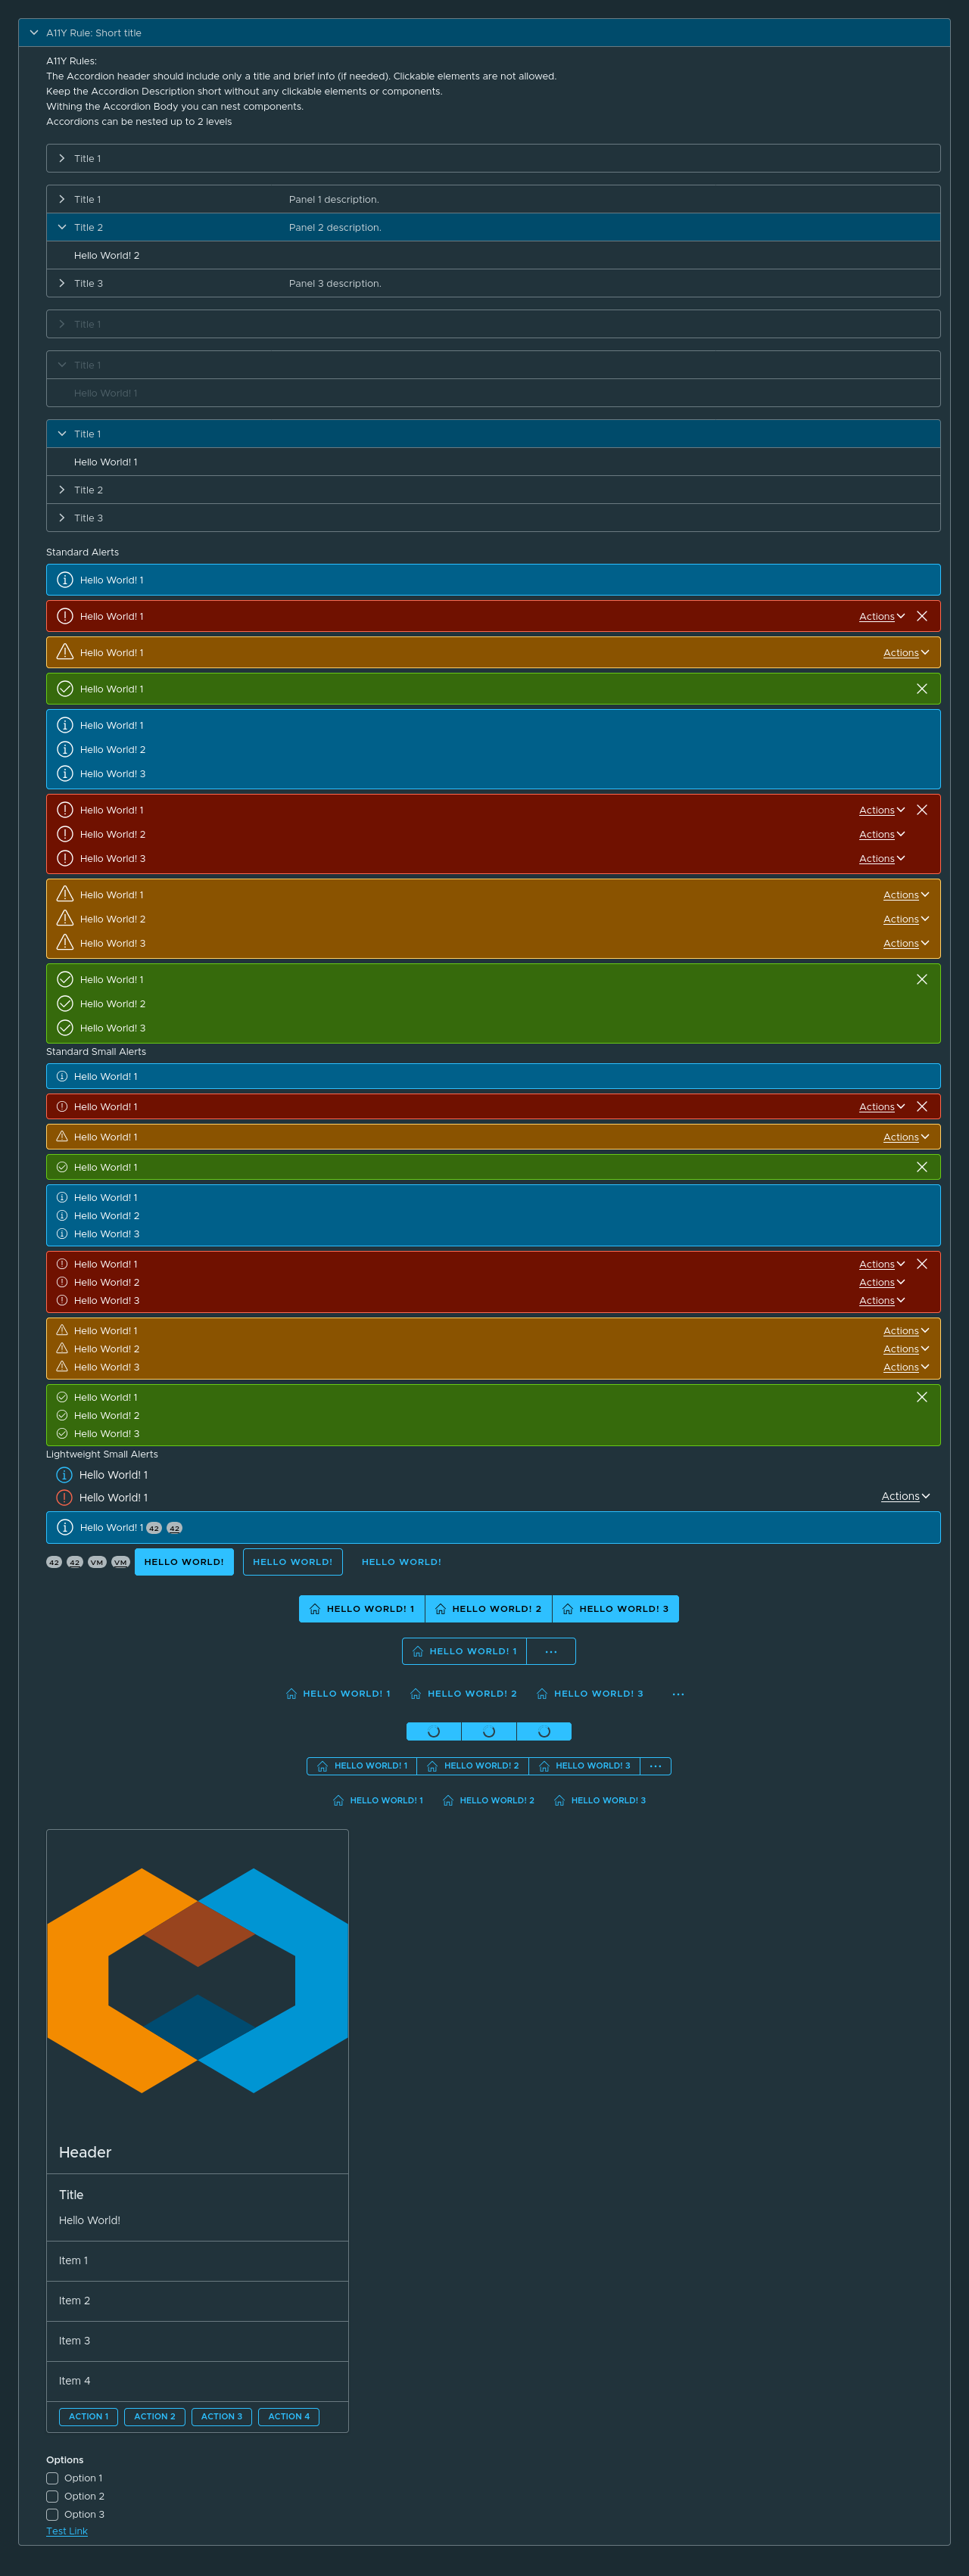 A11Y Rule: Short title
A11Y Rules:
The Accordion header should include only a title and brief info (if needed). Clickable elements are not allowed.
Keep the Accordion Description short without any clickable elements or components.
Withing the Accordion Body you can nest components.
Accordions can be nested up to 2 levels
Title 1
Title 1 Panel 1 description.
Title 2 Panel 2 description.
Hello World! 2
Title 3 Panel 3 description.
Title 1
Title 1
Hello World! 1
Title 1
Hello World! 1
Title 2
Title 3
Standard Alerts
Hello World! 1
Hello World! 1 Actions
Hello World! 1 Actions
Hello World! 1
Hello World! 1
Hello World! 2
Hello World! 3
Hello World! 1 Actions
Hello World! 2 Actions
Hello World! 3 Actions
Hello World! 1 Actions
Hello World! 2 Actions
Hello World! 3 Actions
Hello World! 1
Hello World! 2
Hello World! 3
Standard Small Alerts
Hello World! 1
Hello World! 1 Actions
Hello World! 1 Actions
Hello World! 1
Hello World! 1
Hello World! 2
Hello World! 3
Hello World! 1 Actions
Hello World! 2 Actions
Hello World! 3 Actions
Hello World! 1 Actions
Hello World! 2 Actions
Hello World! 3 Actions
Hello World! 1
Hello World! 2
Hello World! 3
Lightweight Small Alerts
Hello World! 1
Hello World! 1 Actions
Hello World! 1 42 42
42 42 VM VM HELLO WORLD! HELLO WORLD! HELLO WORLD!
HELLO WORLD! 1 HELLO WORLD! 2 HELLO WORLD! 3
HELLO WORLD! 1 ...
HELLO WORLD! 1 HELLO WORLD! 2 HELLO WORLD! 3 ...
HELLO WORLD! 1 HELLO WORLD! 2 HELLO WORLD! 3 ...
HELLO WORLD! 1 HELLO WORLD! 2 HELLO WORLD! 3
Header
Title
Hello World!
Item 1
Item 2
Item 3
Item 4
ACTION 1 ACTION 2 ACTION 3 ACTION 4
Options
Option 1
Option 2
Option 3
Test Link